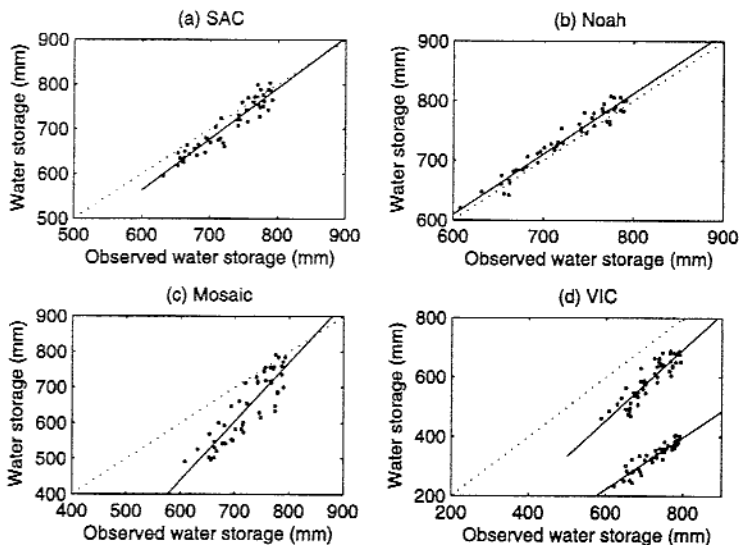 (a) SAC
900
800
700
600
500
500 600 700 800 900
Water storage (mm)
Observed water storage (mm)
(b) Noah
900
800
700
600
600 700 800 900
Water storage (mm)
Observed water storage (mm)
(c) Mosaic
900
800
700
600
500
400
400 500 600 700 800 900
Water storage (mm)
Observed water storage (mm)
(d) VIC
800
600
400
200
200 400 600 800
Water storage (mm)
Observed water storage (mm)